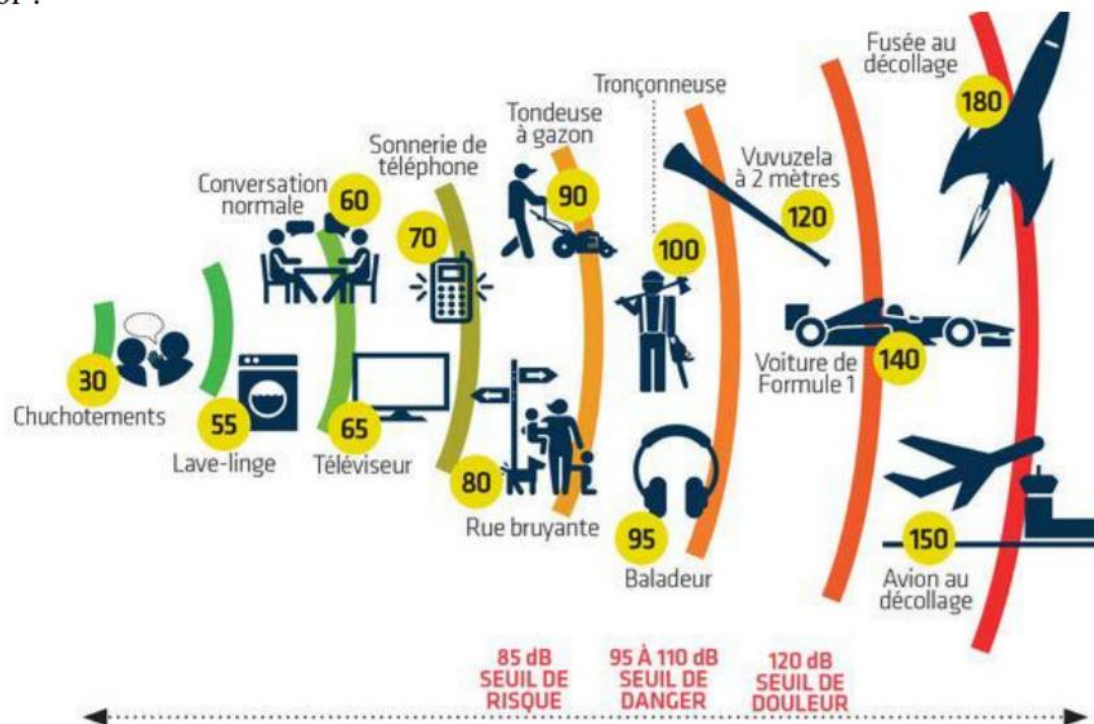 Fusée au
décollage
180
Tronçonneuse
Tondeuse
à gazon
90
Sonnerie de
téléphone
70
Vuvuzela
à 2 mètres
120
Conversation
normale
60
100
30
Chuchotements
55
Lave-linge
65
Téléviseur
80
Rue bruyante
95
Baladeur
Voiture de
Formule 1
140
150
Avion au
décollage
85 dB
SEUIL DE
RISQUE
95 À 110 dB
SEUIL DE
DANGER
120 dB
SEUIL DE
DOULEUR